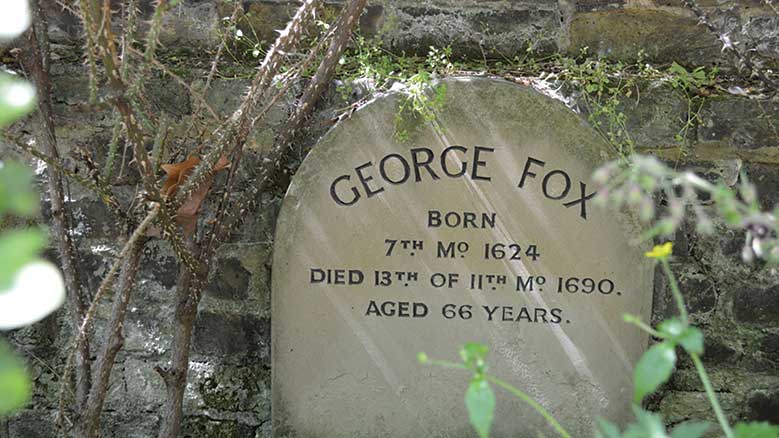 GEORGE FOX
BORN
7TH MO 1624
DIED 13TH OF 11TH MO 1690.
AGED 66 YEARS.